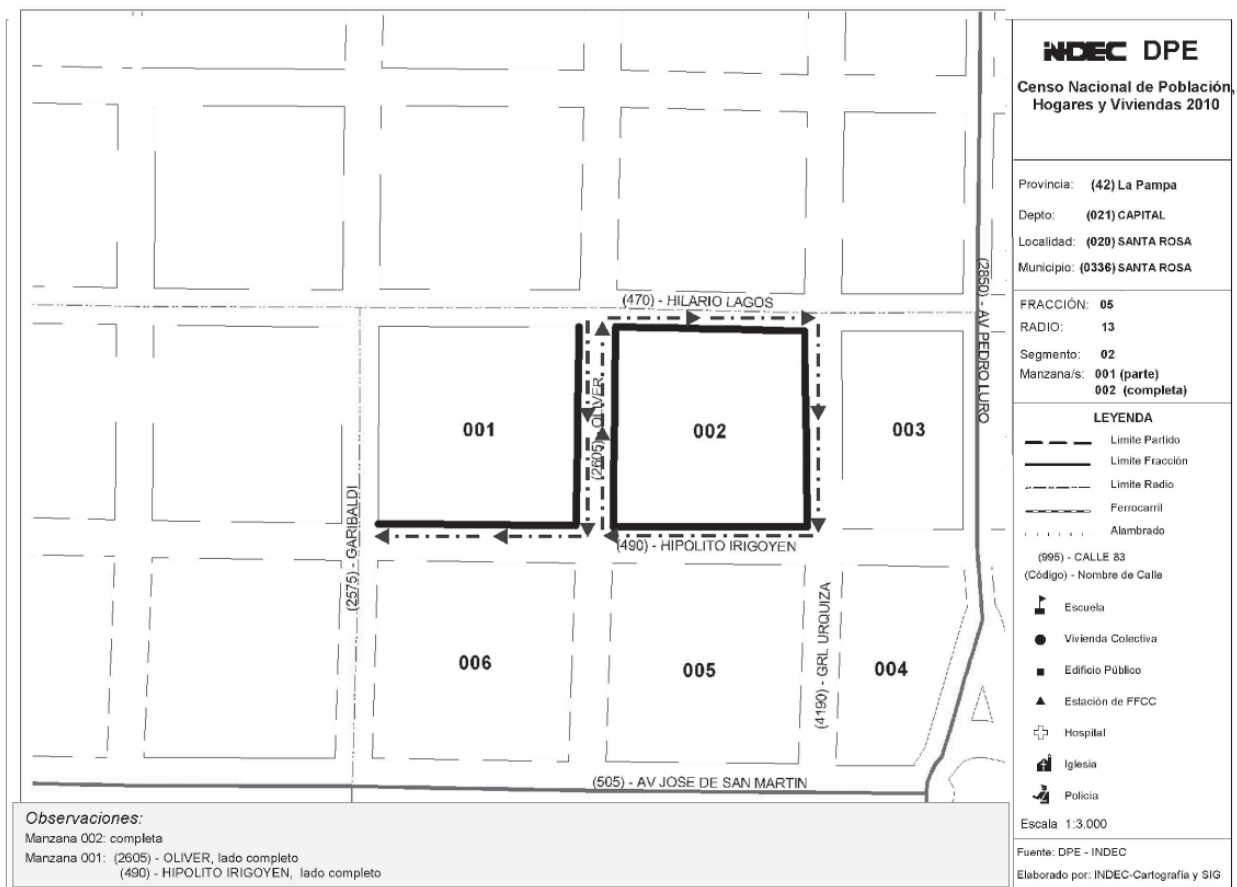 (470) - HILARIO LAGOS
(2850) - AV PEDRO LURO
(2605) - OLIVER
001
002
003
(2575) - GARIBALDI
(490) - HIPOLITO IRIGOYEN
(4190) - GRL URQUIZA
006
005
004
(505) - AV JOSE DE SAN MARTIN
Observaciones:
Manzana 002: completa
Manzana 001: (2605) - OLIVER, lado completo
(490) - HIPOLITO IRIGOYEN, lado completo
INDEC DPE
Censo Nacional de Población,
Hogares y Viviendas 2010
Provincia: (42) La Pampa
Depto: (021) CAPITAL
Localidad: (020) SANTA ROSA
Municipio: (0336) SANTA ROSA
FRACCIÓN: 05
RADIO: 13
Segmento: 02
Manzana/s: 001 (parte)
002 (completa)
LEYENDA
Limite Partido
Limite Fracción
Limite Radio
Ferrocarril
Alambrado
(995) - CALLE 83
(Código) - Nombre de Calle
Escuela
Vivienda Colectiva
Edificio Público
Estación de FFCC
Hospital
Iglesia
Policia
Escala 1:3.000
Fuente: DPE - INDEC
Elaborado por: INDEC-Cartografía y SIG